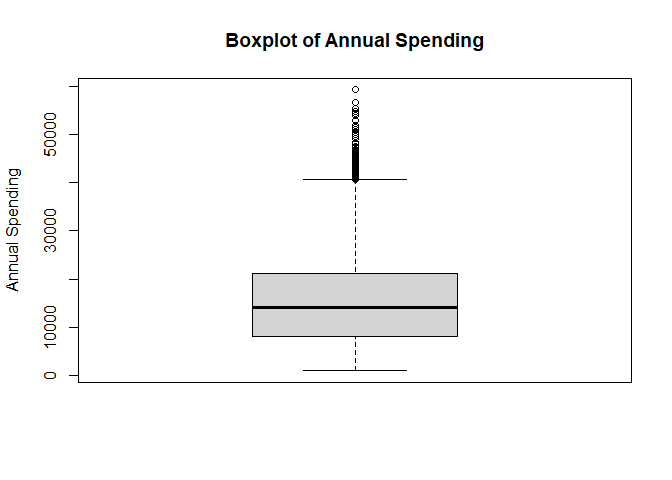 Boxplot of Annual Spending
Annual Spending
50000
30000
10000
0